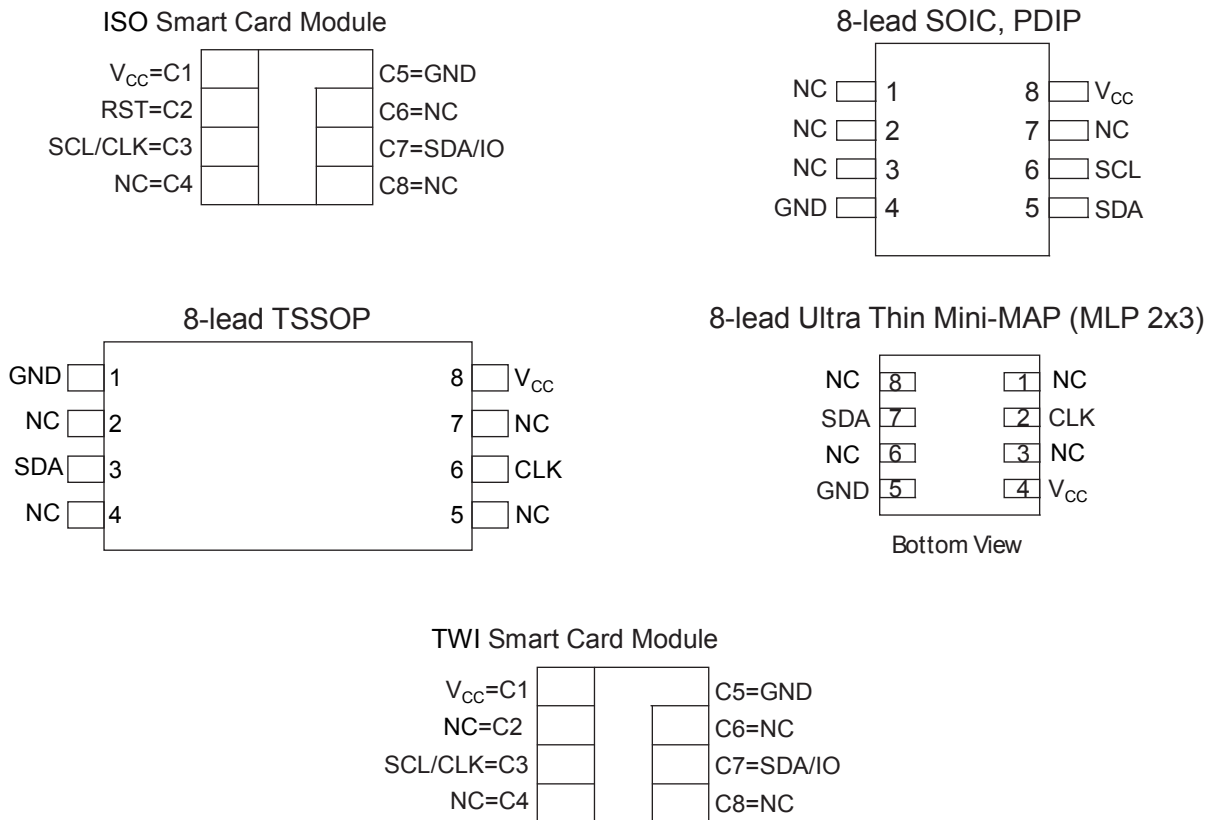 ISO Smart Card Module
V_CC=C1
C5=GND
RST=C2
C6=NC
SCL/CLK=C3
C7=SDA/IO
NC=C4
C8=NC
8-lead SOIC, PDIP
NC 1 8 V_CC
NC 2 7 NC
NC 3 6 SCL
GND 4 5 SDA
8-lead TSSOP
GND 1 8 V_CC
NC 2 7 NC
SDA 3 6 CLK
NC 4 5 NC
8-lead Ultra Thin Mini-MAP (MLP 2x3)
NC 8 1 NC
SDA 7 2 CLK
NC 6 3 NC
GND 5 4 V_CC
Bottom View
TWI Smart Card Module
V_CC=C1
C5=GND
NC=C2
C6=NC
SCL/CLK=C3
C7=SDA/IO
NC=C4
C8=NC